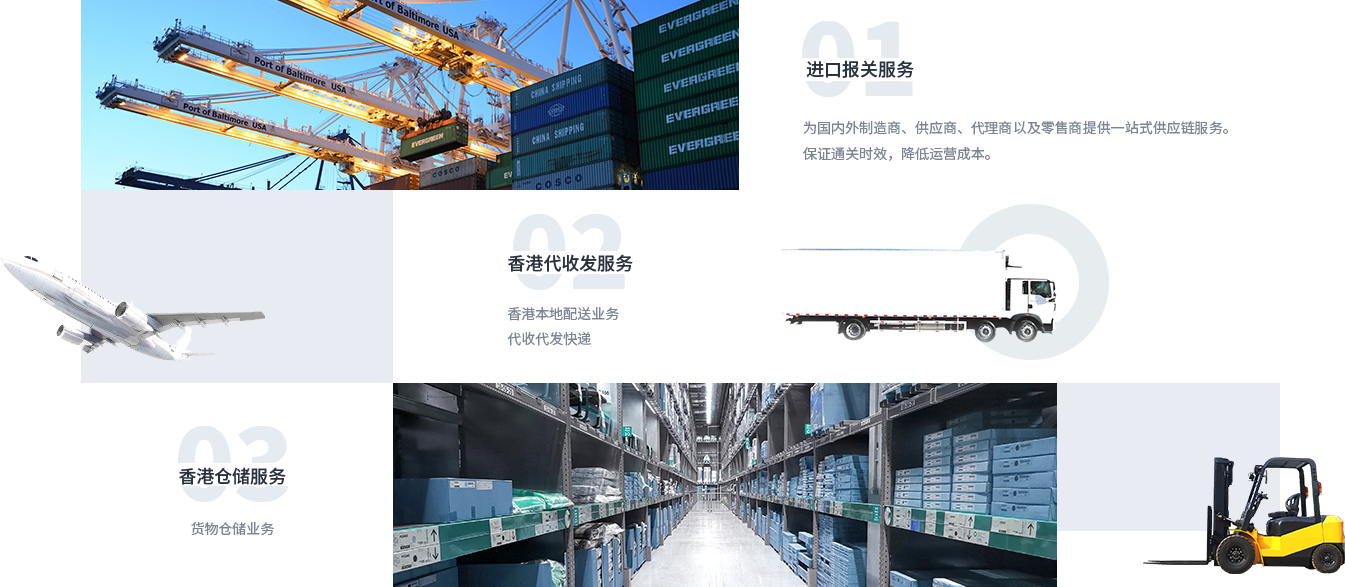 Port of Baltimore USA
Port of Baltimore USA
Port of Baltimore USA
EVERGREEN
EVERGREEN
EVERGREEN
EVERGREEN
EVERGREEN
EVERGREEN
CHINA SHIPPING
CHINA SHIPPING
COSCO
COSCO
01
进口报关服务
为国内外制造商、供应商、代理商以及零售商提供一站式供应链服务。
保证通关时效，降低运营成本。
02
香港代收发服务
香港本地配送业务
代收代发快递
03
香港仓储服务
货物仓储业务